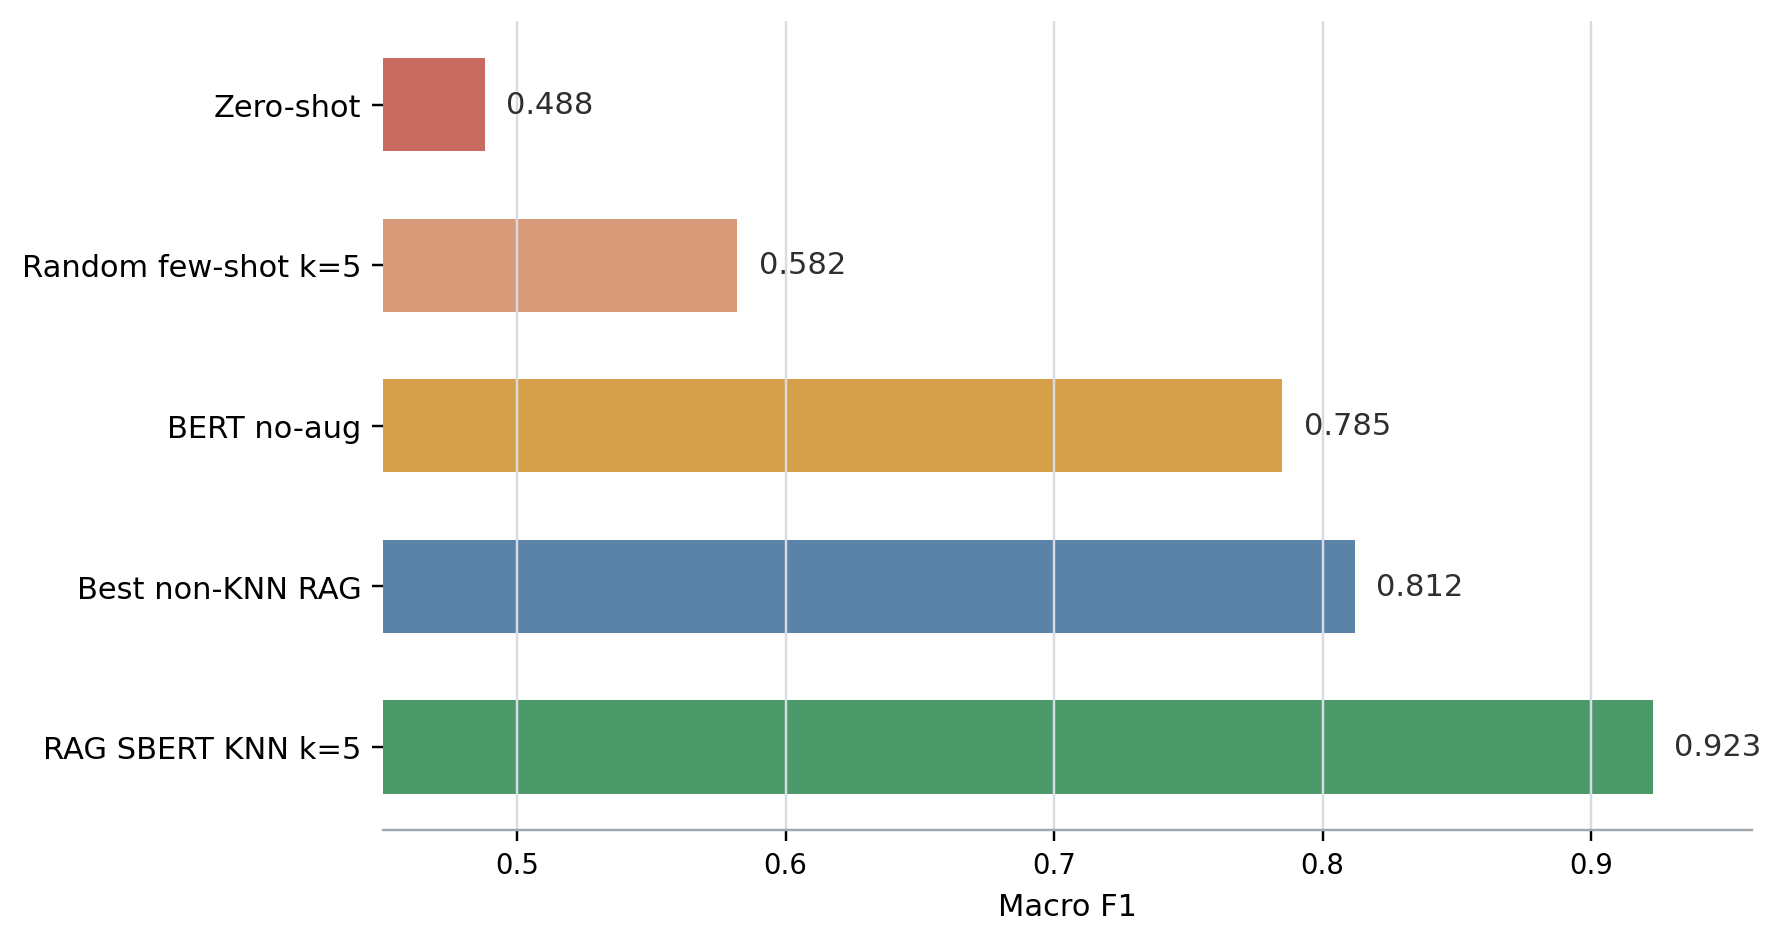 Zero-shot 0.488
Random few-shot k=5 0.582
BERT no-aug 0.785
Best non-KNN RAG 0.812
RAG SBERT KNN k=5 0.923
0.5 0.6 0.7 0.8 0.9
Macro F1